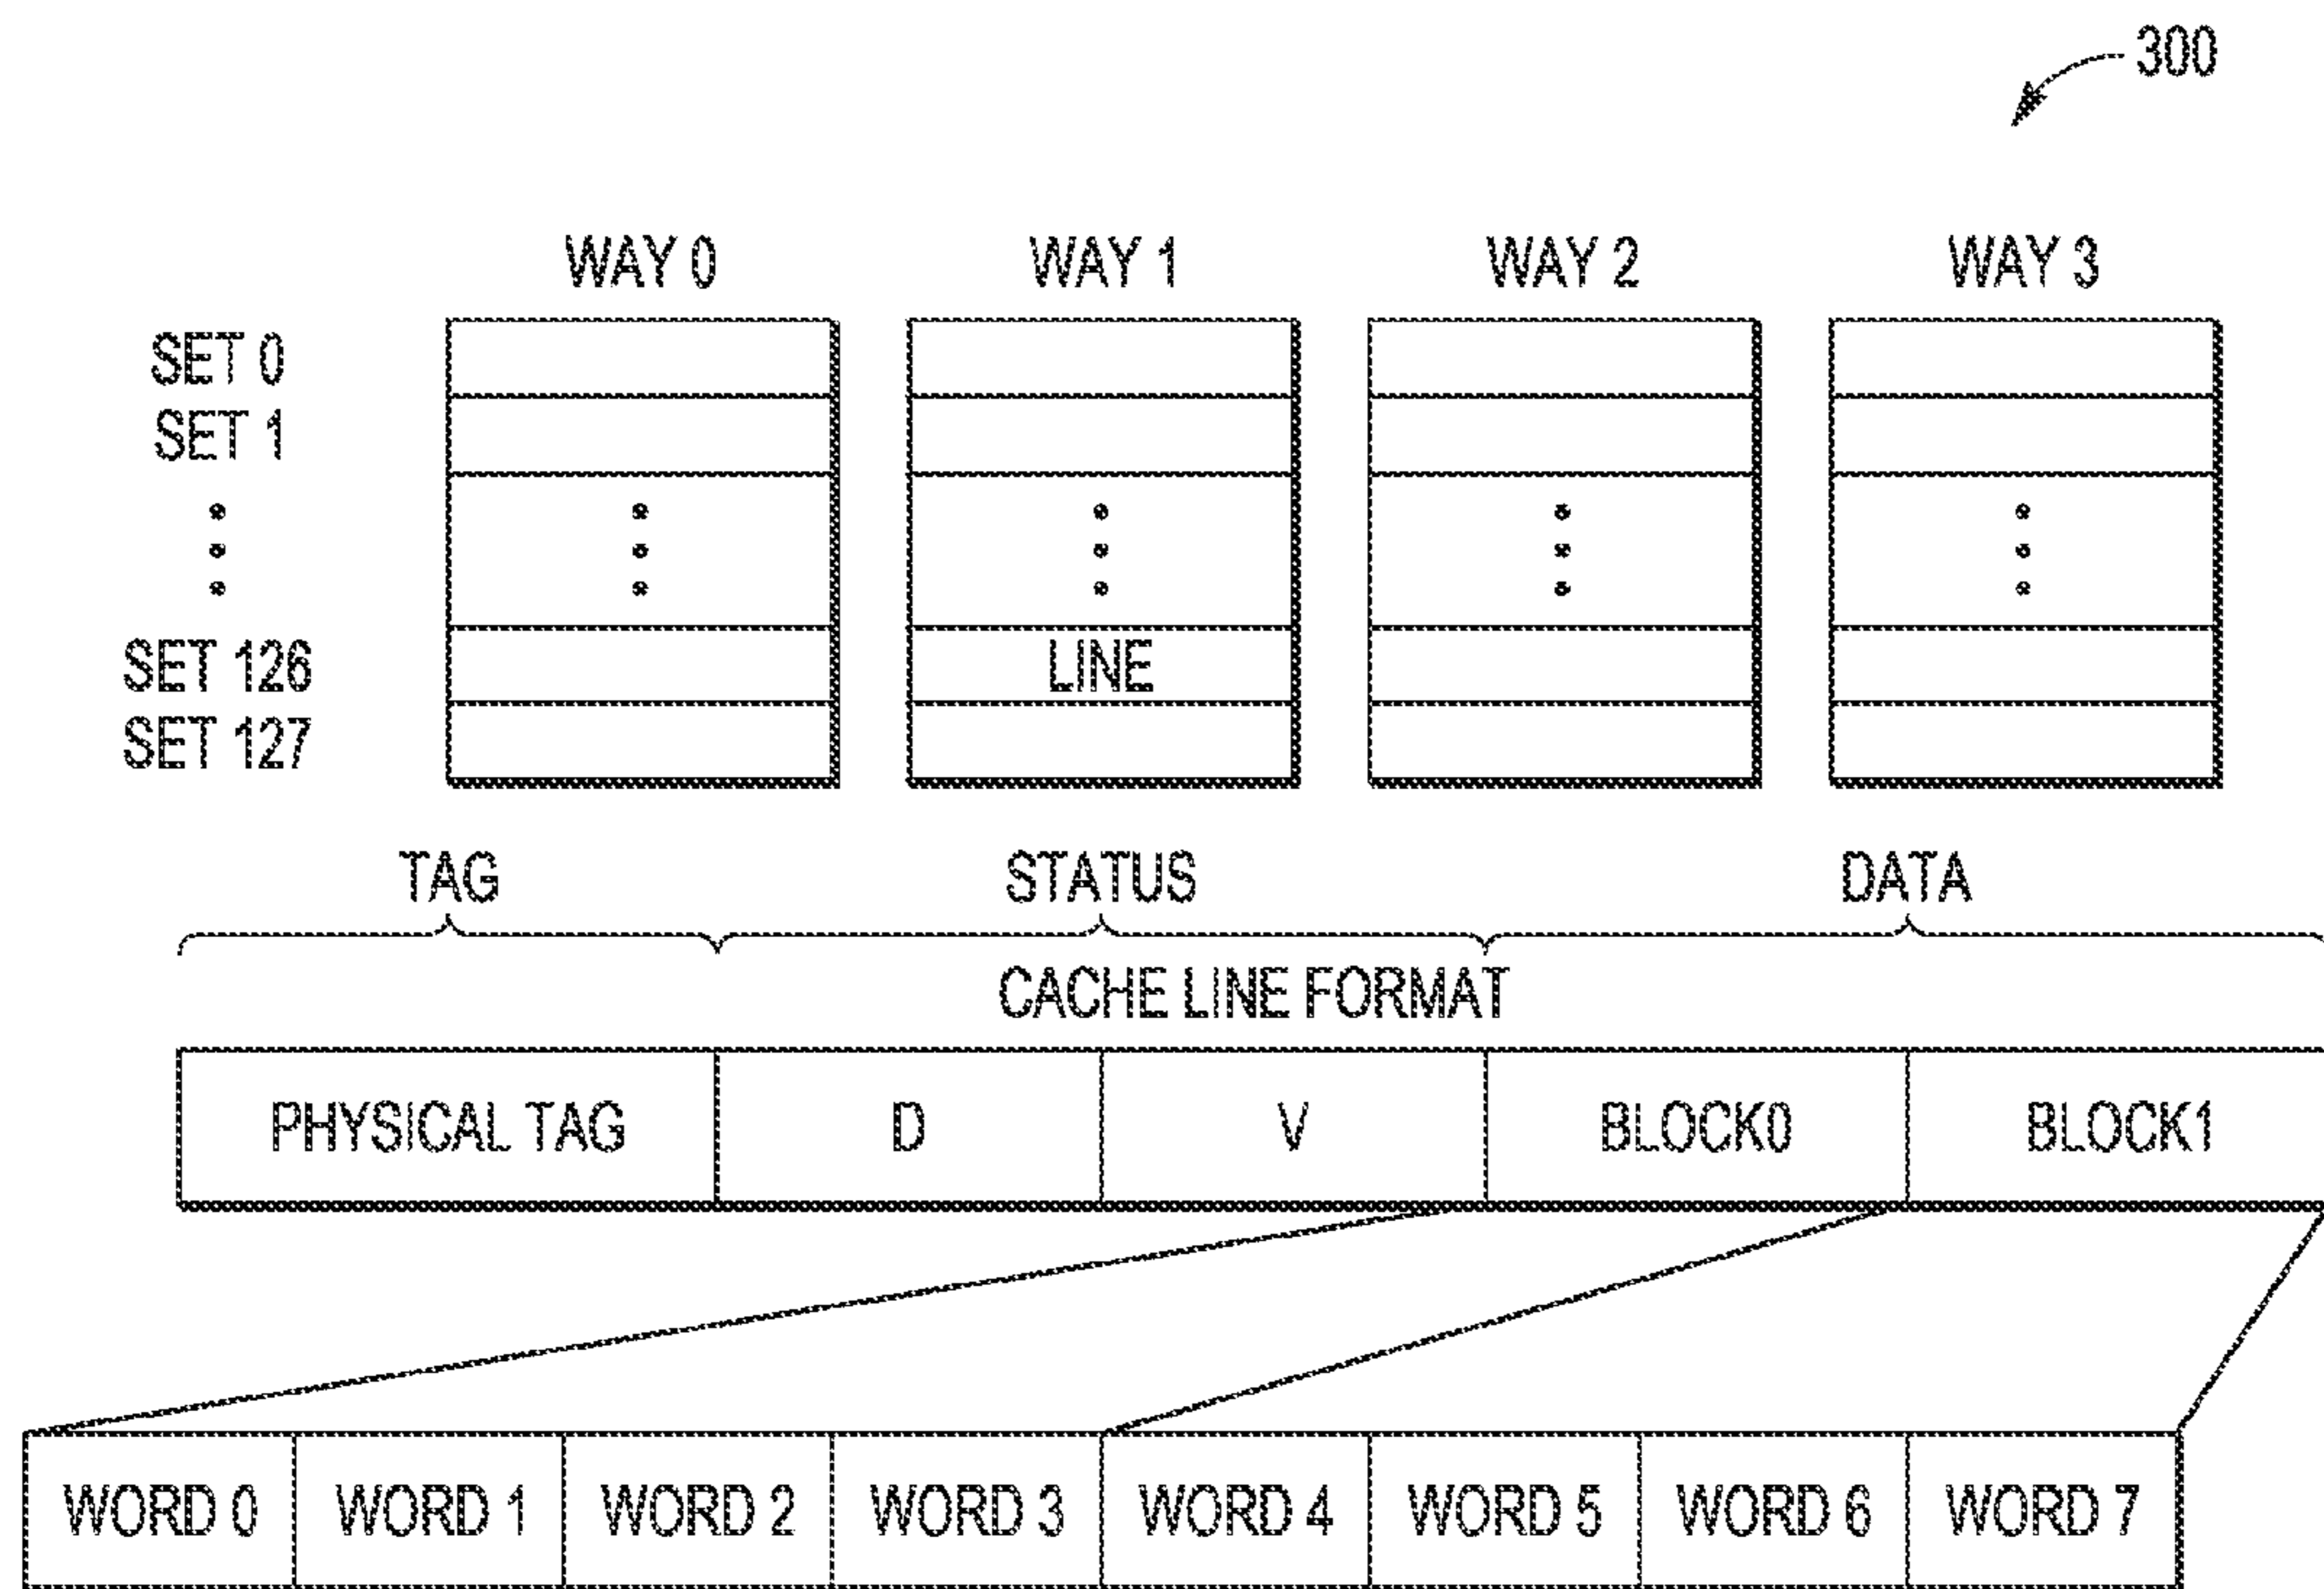 300
WAY 0 WAY 1 WAY 2 WAY 3
SET 0
SET 1
SET 126 LINE
SET 127
TAG STATUS DATA
CACHE LINE FORMAT
PHYSICAL TAG D V BLOCK0 BLOCK1
WORD 0 WORD 1 WORD 2 WORD 3 WORD 4 WORD 5 WORD 6 WORD 7